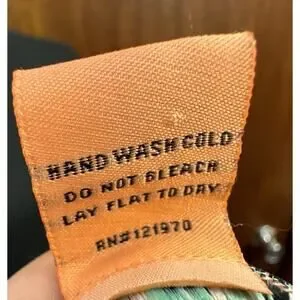 HAND WASH COLD
DO NOT BLEACH
LAY FLAT TO DRY
RN#121970